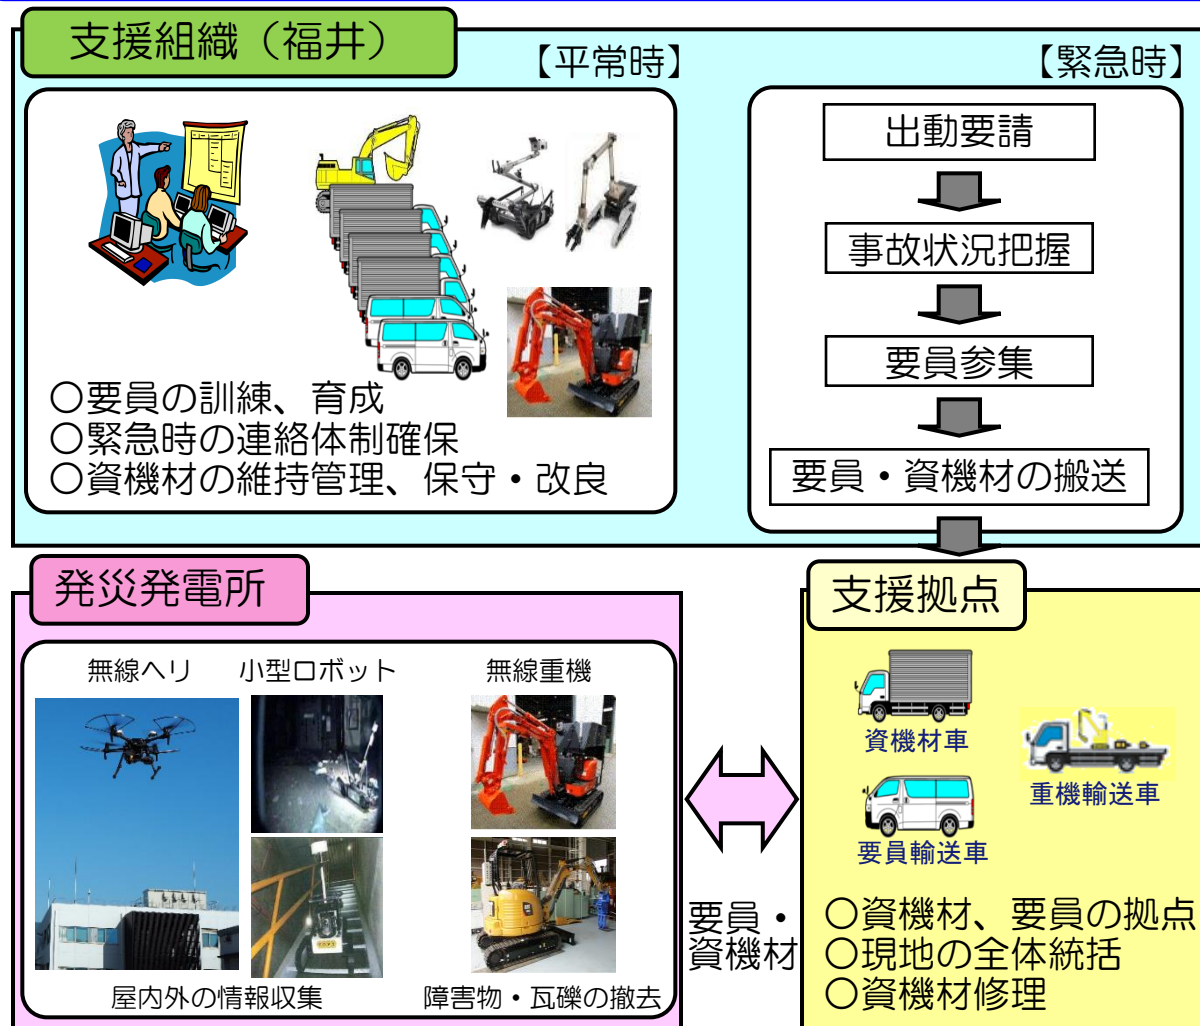 支援組織（福井）
【平常時】
○要員の訓練、育成
○緊急時の連絡体制確保
○資機材の維持管理、保守・改良
【緊急時】
出動要請
事故状況把握
要員参集
要員・資機材の搬送
発災発電所
無線ヘリ
小型ロボット
無線重機
屋内外の情報収集
障害物・瓦礫の撤去
要員・
資機材
支援拠点
資機材車
重機輸送車
要員輸送車
○資機材、要員の拠点
○現地の全体統括
○資機材修理